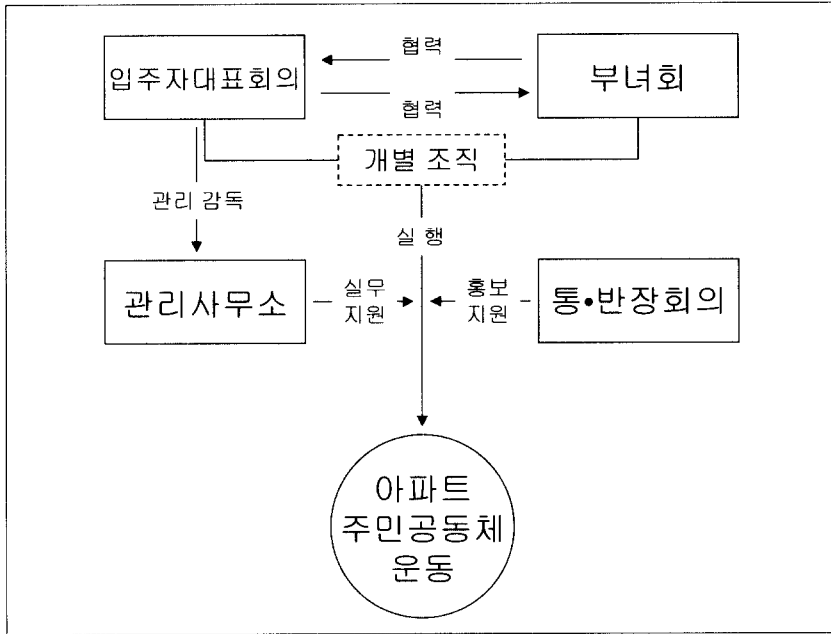 협력
입주자대표회의
부녀회
협력
개별 조직
관리 감독
실 행
관리사무소
실무
지원
홍보
지원
통•반장회의
아파트
주민공동체
운동